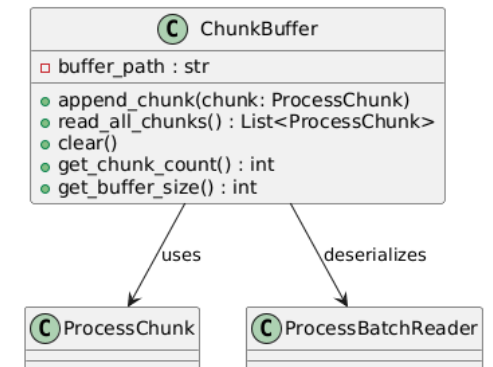 C ChunkBuffer
buffer_path : str
append_chunk(chunk: ProcessChunk)
read_all_chunks() : List<ProcessChunk>
clear()
get_chunk_count() : int
get_buffer_size() : int
uses
deserializes
C ProcessChunk
C ProcessBatchReader